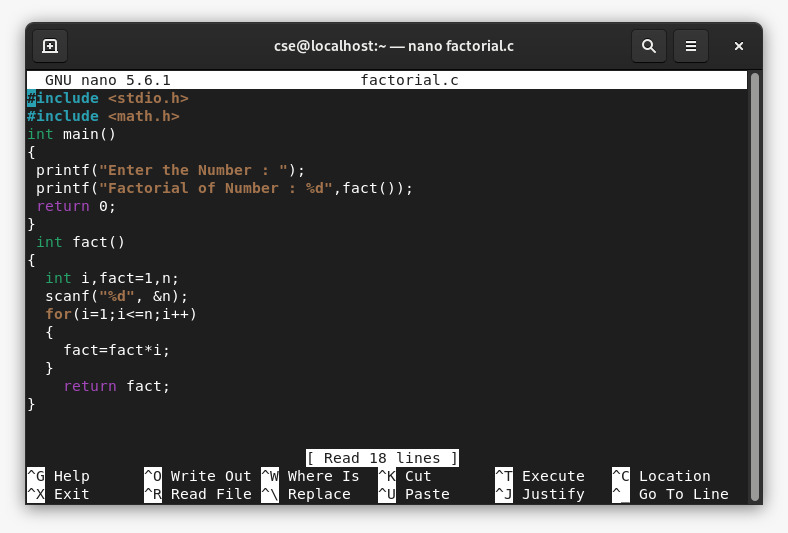 cse@localhost:~ — nano factorial.c
GNU nano 5.6.1 factorial.c
#include <stdio.h>
#include <math.h>
int main()
{
 printf("Enter the Number : ");
 printf("Factorial of Number : %d",fact());
 return 0;
}
 int fact()
{
  int i,fact=1,n;
  scanf("%d", &n);
  for(i=1;i<=n;i++)
  {
    fact=fact*i;
  }
    return fact;
}
[ Read 18 lines ]
^G Help ^O Write Out ^W Where Is ^K Cut ^T Execute ^C Location
^X Exit ^R Read File ^\ Replace ^U Paste ^J Justify ^_ Go To Line